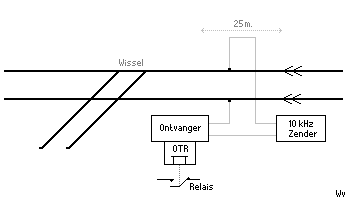 25 m.
Wissel
Ontvanger
10 kHz
Zender
OTR
Relais
Wv